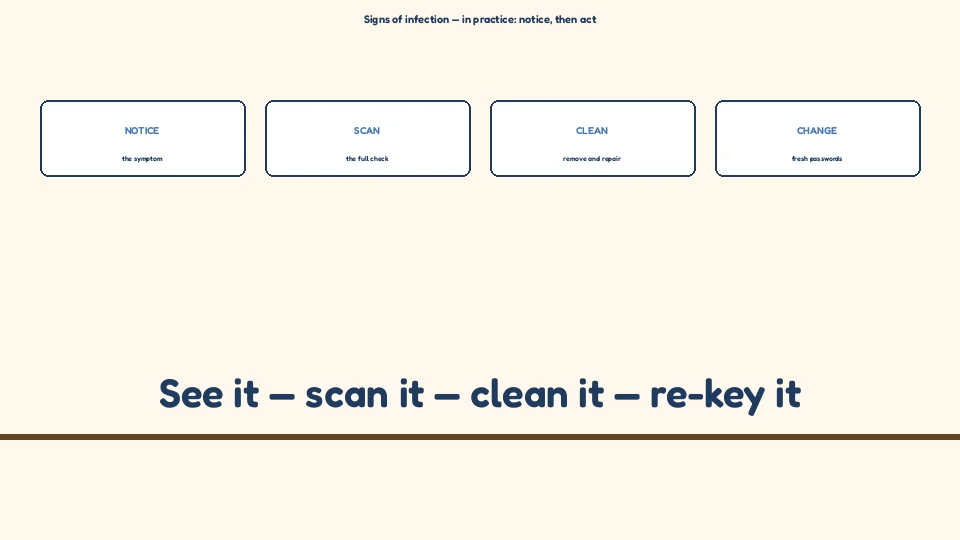 Signs of infection — in practice: notice, then act
NOTICE
the symptom
SCAN
the full check
CLEAN
remove and repair
CHANGE
fresh passwords
See it — scan it — clean it — re-key it